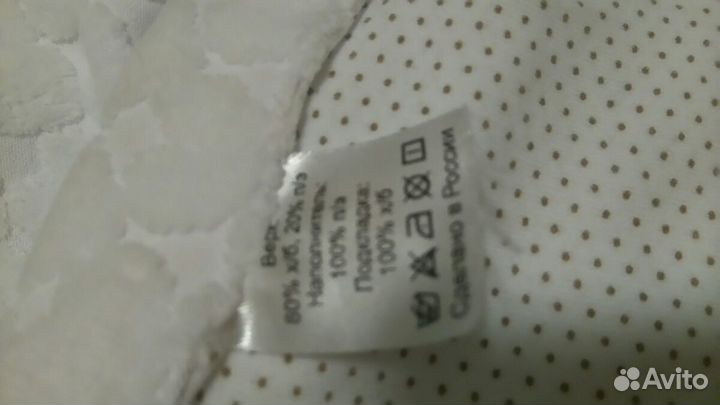 Верх:
80% х/б, 20% п/э
Наполнитель:
100% п/э
Подкладка:
100% х/б
Сделано в России
Avito